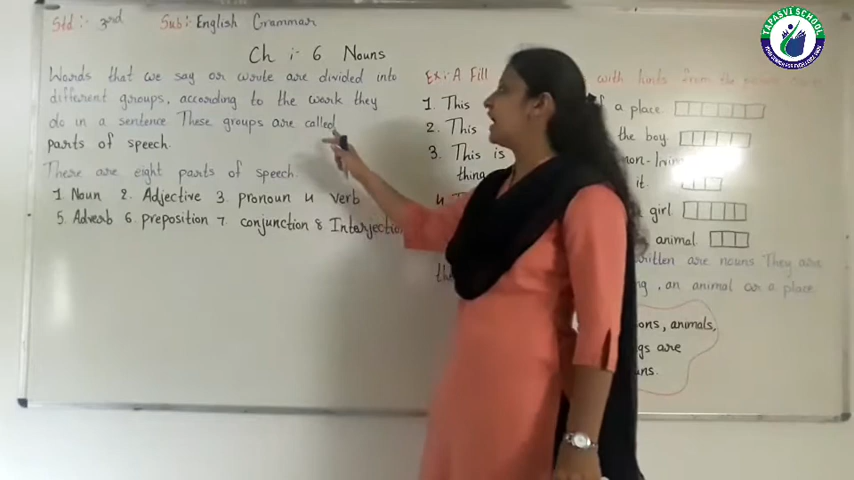 TAPASVI SCHOOL
Std :- 3rd Sub :- English Grammar
Ch :- 6 Nouns
Words that we say or wrote are divided into
different groups, according to the work they
do in a sentence These groups are called
parts of speech.
There are eight parts of speech.
1. Noun 2. Adjective 3. pronoun 4 verb
5. Adverb 6. preposition 7. conjunction 8 Interjection
Ex :- A Fill with hints from the
1. This of a place.
2. This the boy.
3. This is non-
thing it.
4. girl
animal.
written are nouns They are
, an animal or a place.
ons, animals,
gs are
uns.